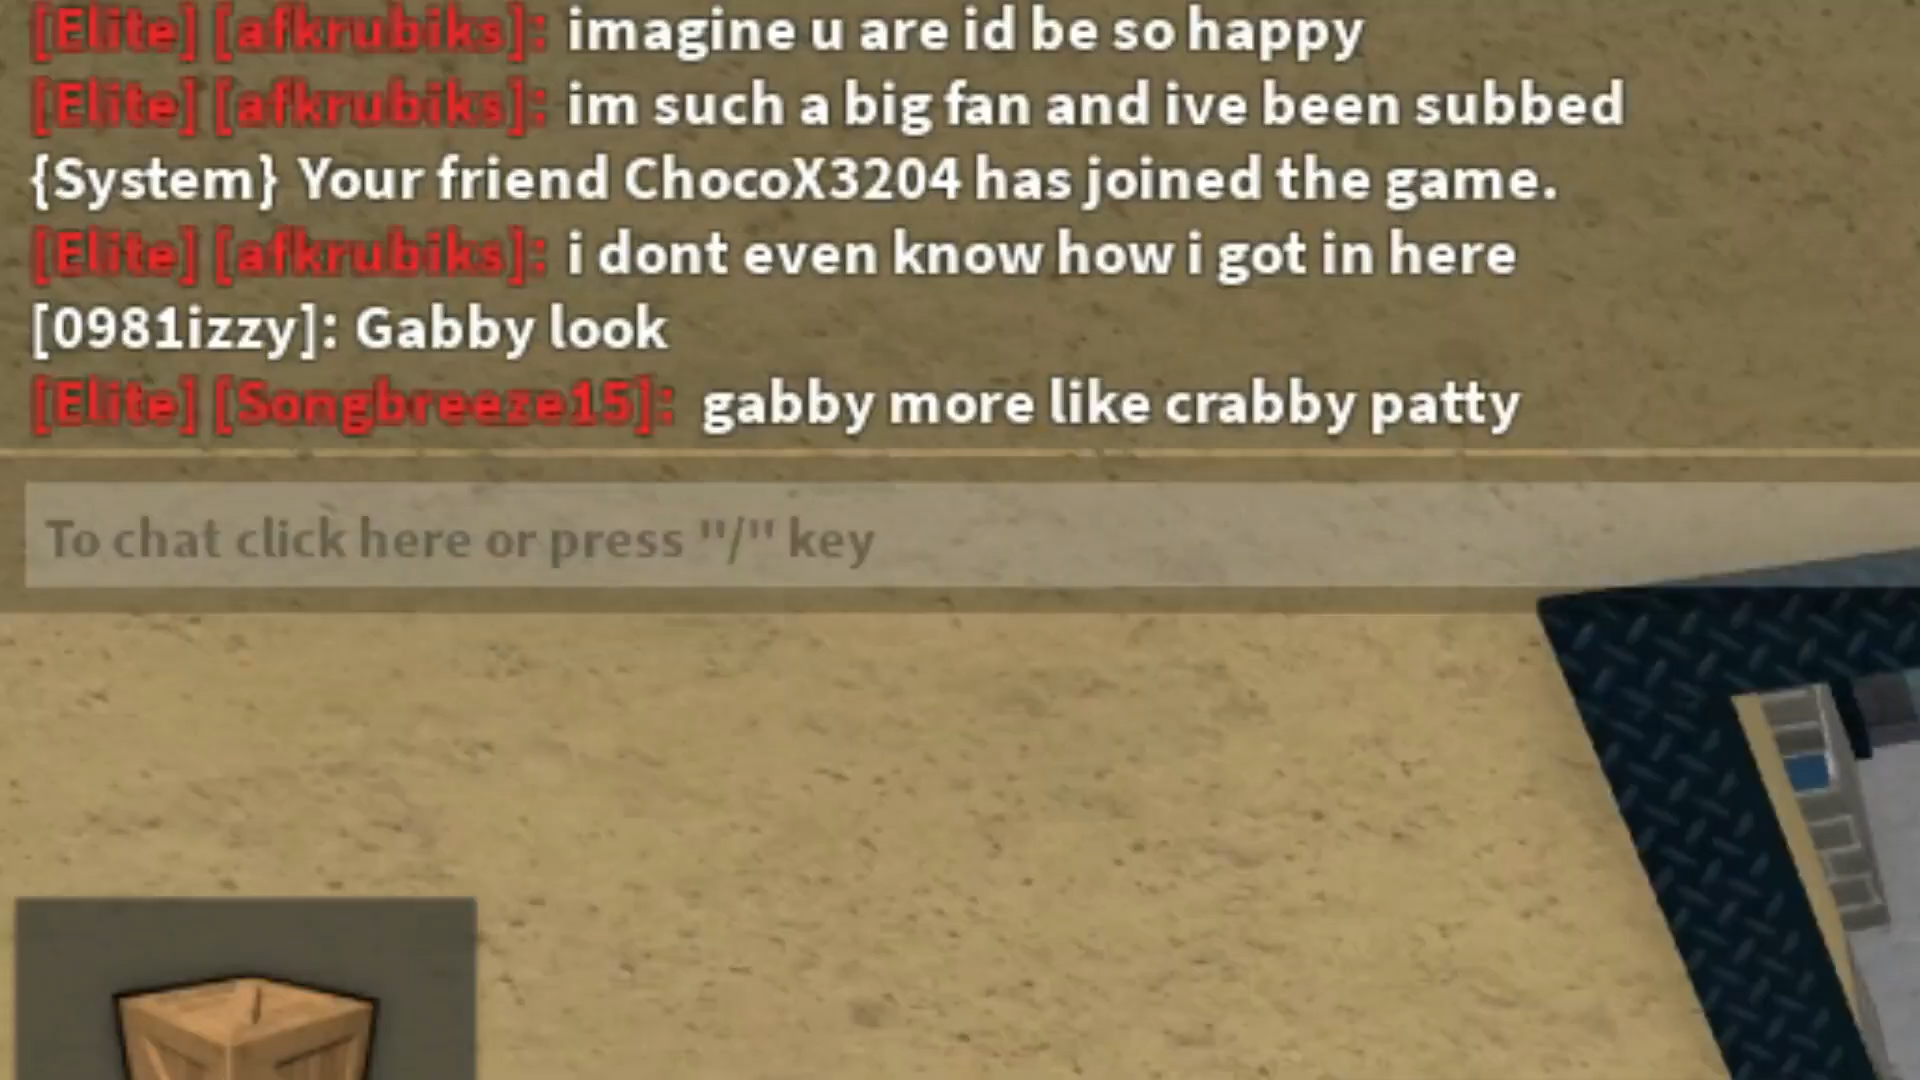 [Elite] [afkrubiks]: imagine u are id be so happy
[Elite] [afkrubiks]: im such a big fan and ive been subbed
{System} Your friend ChocoX3204 has joined the game.
[Elite] [afkrubiks]: i dont even know how i got in here
[0981izzy]: Gabby look
[Elite] [Songbreeze15]: gabby more like crabby patty
To chat click here or press "/" key